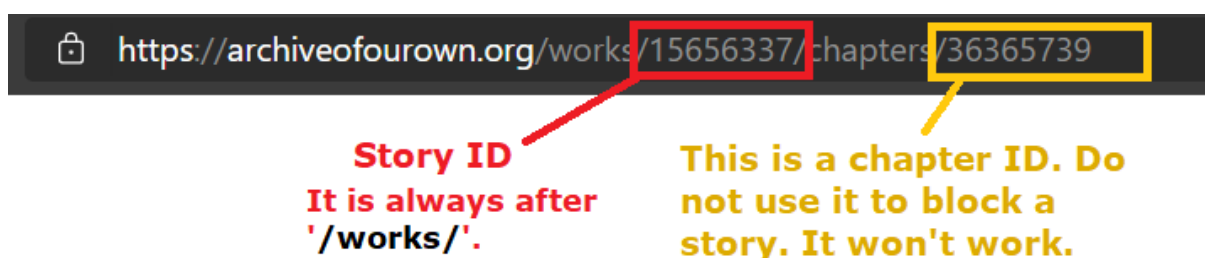 https://archiveofourown.org/works/15656337/chapters/36365739
Story ID
It is always after
'/works/'.
This is a chapter ID. Do
not use it to block a
story. It won't work.